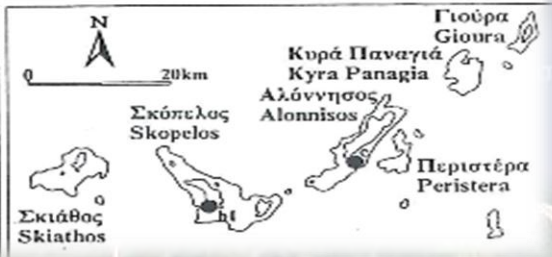 N
0 20km
Γιούρα
Gioura
Κυρά Παναγιά
Kyra Panagia
Αλόννησος
Alonnisos
Σκόπελος
Skopelos
Περιστέρα
Peristera
Σκιάθος
Skiathos